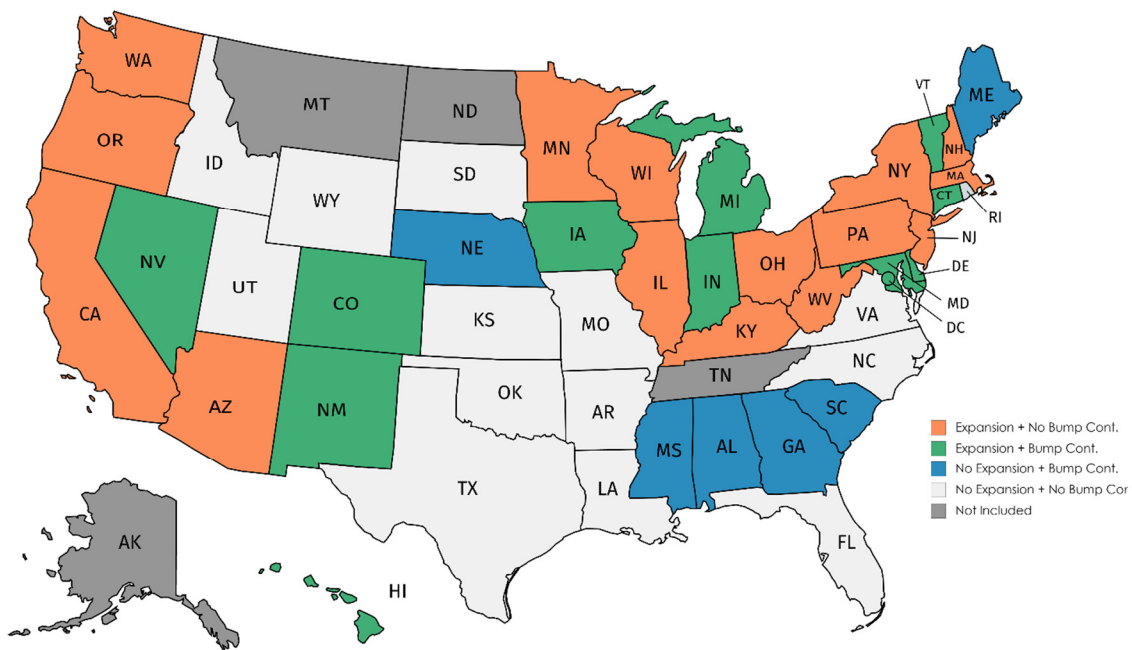 WA
VT
ME
MT
ND
OR
MN
NH
ID
SD
WI
NY
MA
WY
MI
CT
RI
NE
IA
PA
NJ
NV
OH
DE
IL
IN
UT
CO
WV
MD
CA
VA
DC
KS
MO
KY
NC
TN
OK
AZ
NM
AR
SC
Expansion + No Bump Cont.
MS
AL
GA
Expansion + Bump Cont.
No Expansion + Bump Cont.
TX
LA
No Expansion + No Bump Cor
Not Included
AK
FL
HI